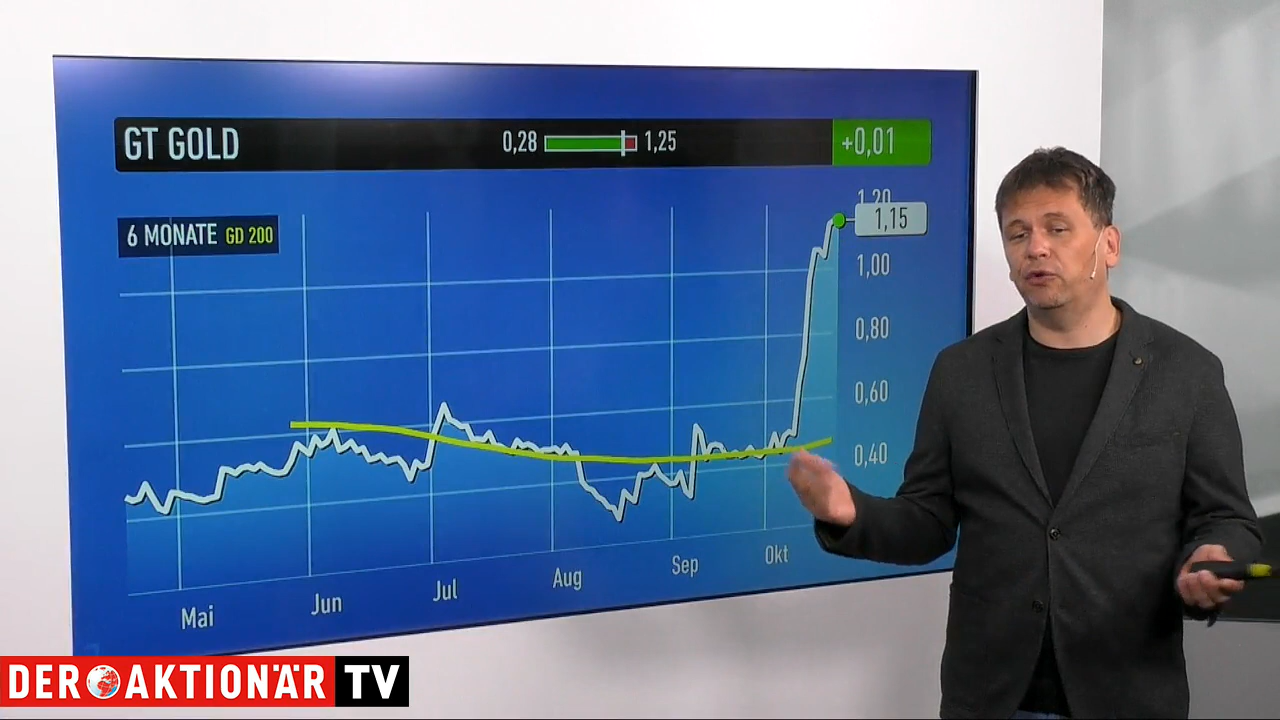 GT GOLD
0,28 1,25
+0,01
6 MONATE GD 200
1,20
1,15
1,00
0,80
0,60
0,40
Mai Jun Jul Aug Sep Okt
DER AKTIONÄR TV